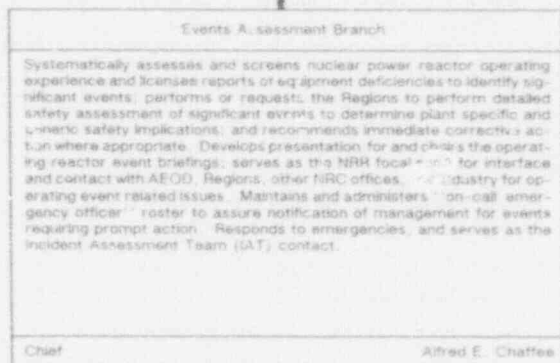 Events Assessment Branch
Systematically assesses and screens nuclear power reactor operating
experience and licenses reports of equipment deficiencies to identify sig-
nificant events; performs or requests the Regions to perform detailed
safety assessment of significant events to determine plant specific and
generic safety implications; and recommends immediate corrective ac-
tion where appropriate. Develops presentation for and chairs the operat-
ing reactor event briefings; serves as the NRR focal for interface
and contact with AEOD, Regions, other NRC offices, industry for op-
erating event related issues. Maintains and administers "on-call emer-
gency officer" roster to assure notification of management for events
requiring prompt action. Responds to emergencies, and serves as the
Incident Assessment Team (IAT) contact.
Chief Alfred E. Chaffee